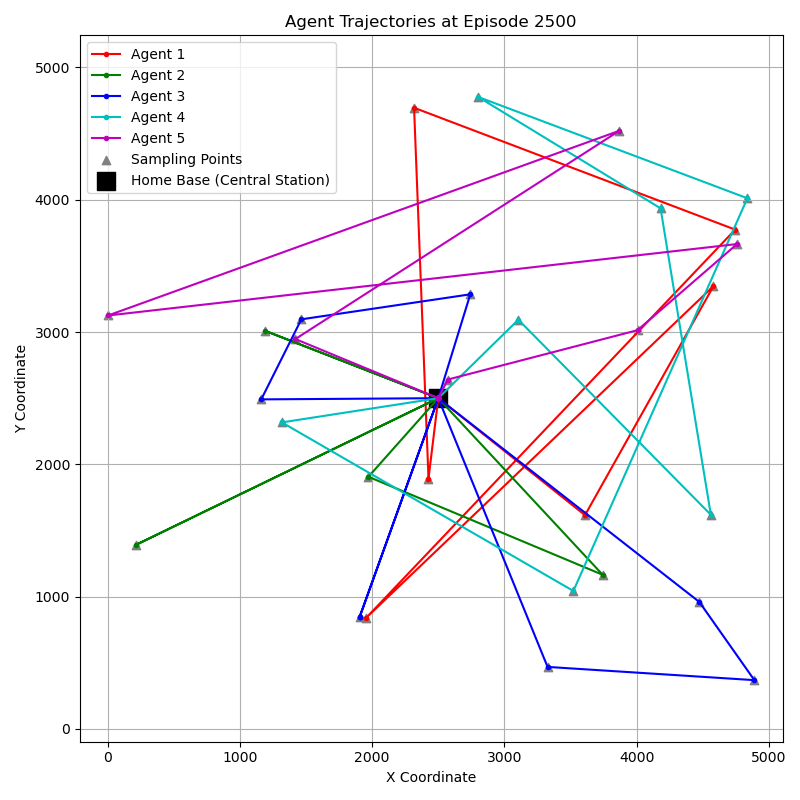 Agent Trajectories at Episode 2500
Agent 1
Agent 2
Agent 3
Agent 4
Agent 5
Sampling Points
Home Base (Central Station)
5000
4000
3000
2000
1000
0
Y Coordinate
0 1000 2000 3000 4000 5000
X Coordinate